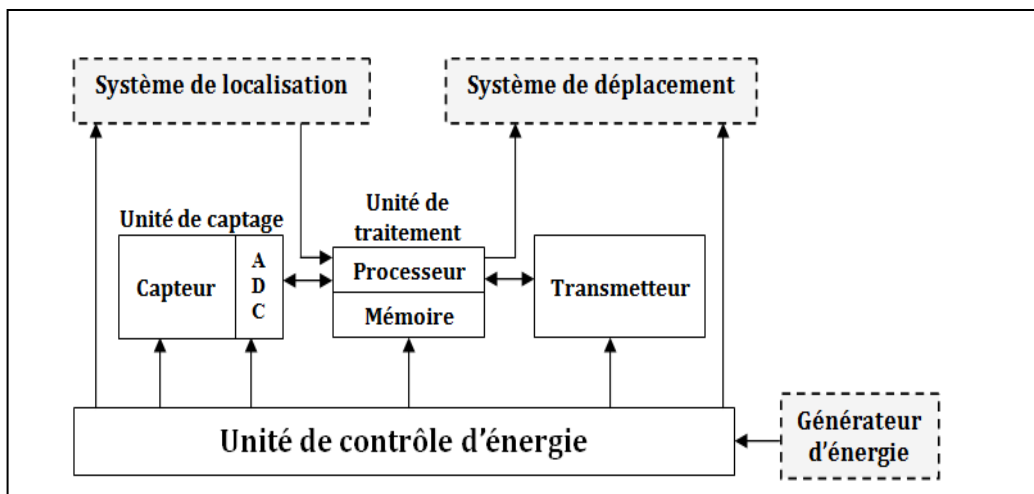 Système de localisation
Système de déplacement
Unité de captage
Unité de
traitement
Capteur
A
D
C
Processeur
Mémoire
Transmetteur
Unité de contrôle d'énergie
Générateur
d'énergie